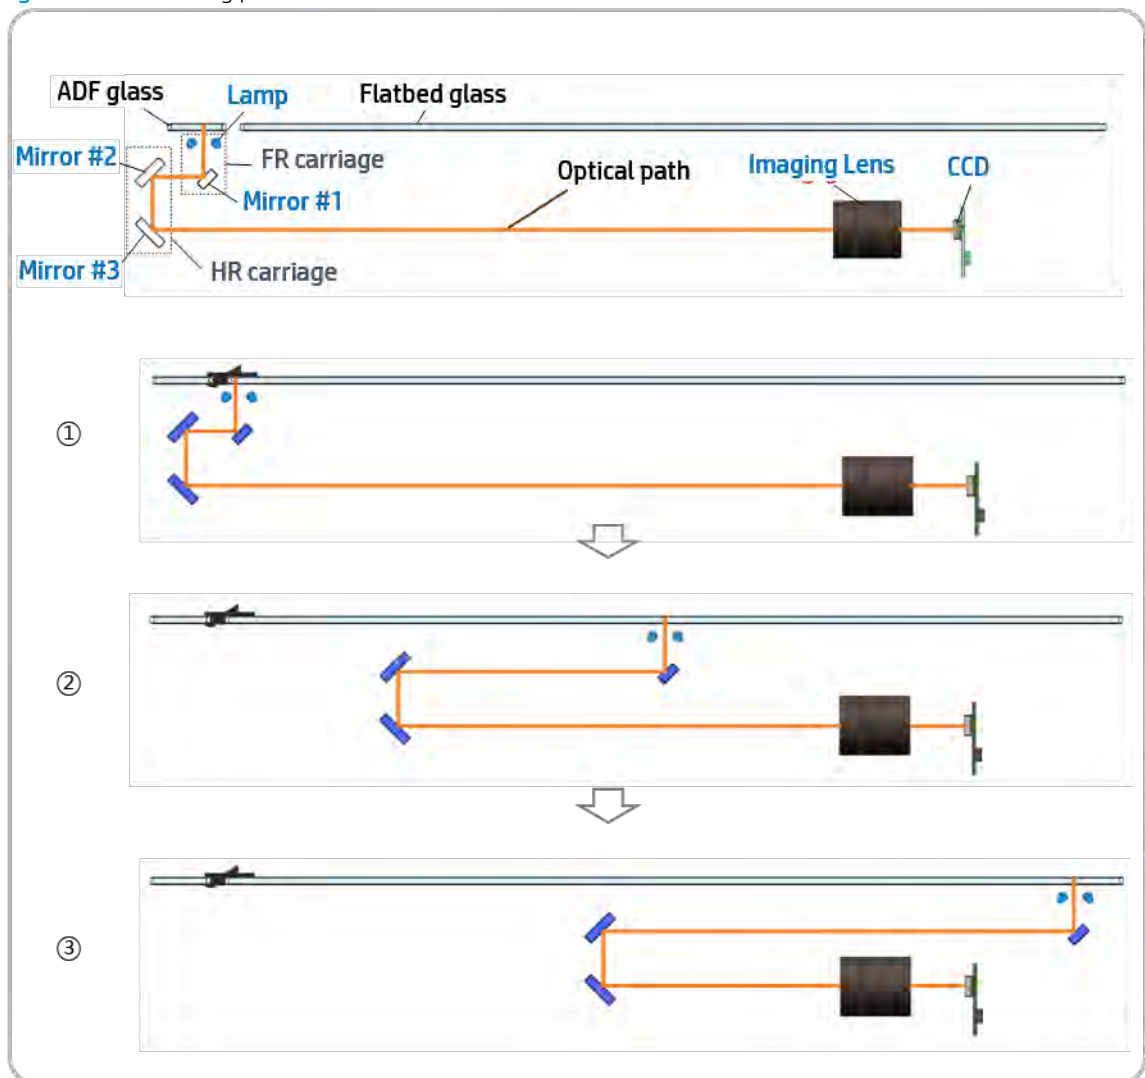 ADF glass
Lamp
Flatbed glass
Mirror #2
FR carriage
Optical path
Imaging Lens
CCD
Mirror #1
Mirror #3
HR carriage
①
②
③